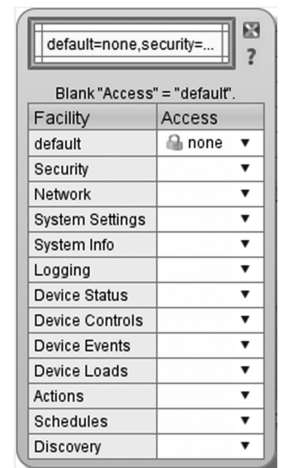 default=none,security=...
?
Blank "Access" = "default".
Facility Access
default none
Security
Network
System Settings
System Info
Logging
Device Status
Device Controls
Device Events
Device Loads
Actions
Schedules
Discovery